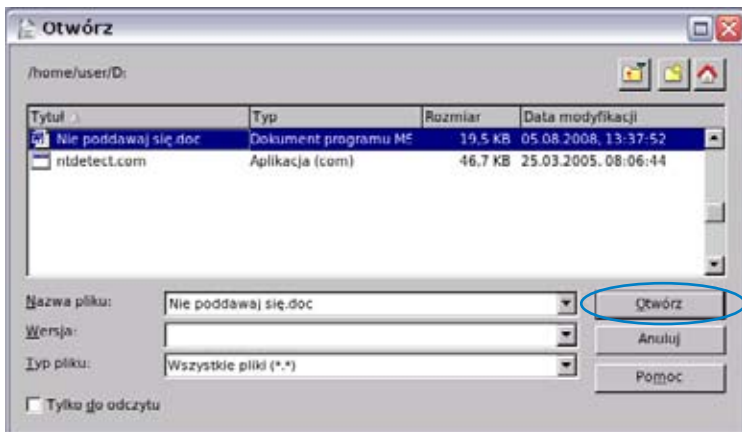 Otwórz
/home/user/D:
Tytuł Typ Rozmiar Data modyfikacji
Nie poddawaj się.doc Dokument programu MS 19,5 KB 05.08.2008, 13:37:52
ntdetect.com Aplikacja (com) 46,7 KB 25.03.2005, 08:06:44
Nazwa pliku: Nie poddawaj się.doc Otwórz
Wersja: Anuluj
Typ pliku: Wszystkie pliki (*.*) Pomoc
Tylko do odczytu